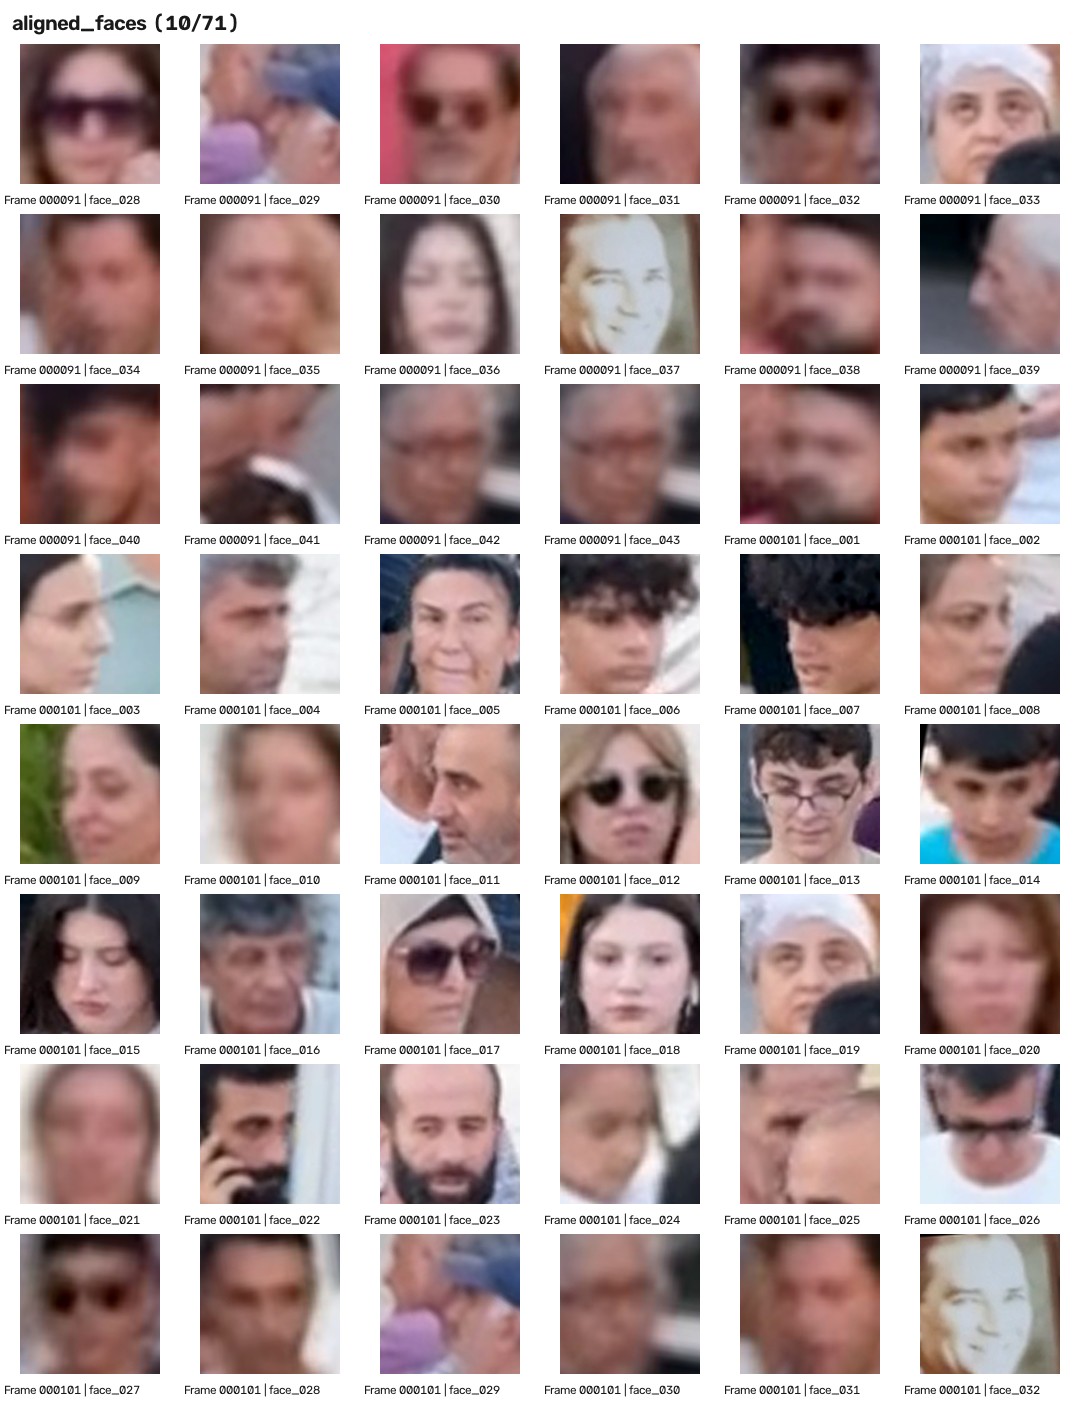 aligned_faces (10/71)
Frame 000091 | face_028
Frame 000091 | face_029
Frame 000091 | face_030
Frame 000091 | face_031
Frame 000091 | face_032
Frame 000091 | face_033
Frame 000091 | face_034
Frame 000091 | face_035
Frame 000091 | face_036
Frame 000091 | face_037
Frame 000091 | face_038
Frame 000091 | face_039
Frame 000091 | face_040
Frame 000091 | face_041
Frame 000091 | face_042
Frame 000091 | face_043
Frame 000101 | face_001
Frame 000101 | face_002
Frame 000101 | face_003
Frame 000101 | face_004
Frame 000101 | face_005
Frame 000101 | face_006
Frame 000101 | face_007
Frame 000101 | face_008
Frame 000101 | face_009
Frame 000101 | face_010
Frame 000101 | face_011
Frame 000101 | face_012
Frame 000101 | face_013
Frame 000101 | face_014
Frame 000101 | face_015
Frame 000101 | face_016
Frame 000101 | face_017
Frame 000101 | face_018
Frame 000101 | face_019
Frame 000101 | face_020
Frame 000101 | face_021
Frame 000101 | face_022
Frame 000101 | face_023
Frame 000101 | face_024
Frame 000101 | face_025
Frame 000101 | face_026
Frame 000101 | face_027
Frame 000101 | face_028
Frame 000101 | face_029
Frame 000101 | face_030
Frame 000101 | face_031
Frame 000101 | face_032